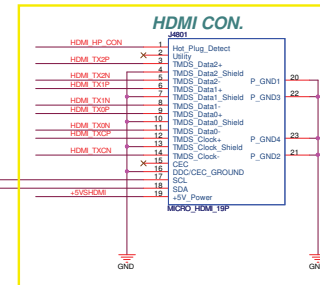 HDMI CON.
J4801
HDMI_HP_CON 1 Hot_Plug_Detect
2 Utility
HDMI_TX2P 3 TMDS_Data2+
4 TMDS_Data2_Shield
HDMI_TX2N 5 TMDS_Data2- P_GND1 20
HDMI_TX1P 6 TMDS_Data1+
7 TMDS_Data1_Shield P_GND3 22
HDMI_TX1N 8 TMDS_Data1-
HDMI_TX0P 9 TMDS_Data0+
10 TMDS_Data0_Shield
HDMI_TX0N 11 TMDS_Data0-
HDMI_TXCP 12 TMDS_Clock+ P_GND4 23
13 TMDS_Clock_Shield
HDMI_TXCN 14 TMDS_Clock- P_GND2 21
15 CEC
16 DDC/CEC_GROUND
17 SCL
18 SDA
+5VSHDMI 19 +5V_Power
MICRO_HDMI_19P
GND GN